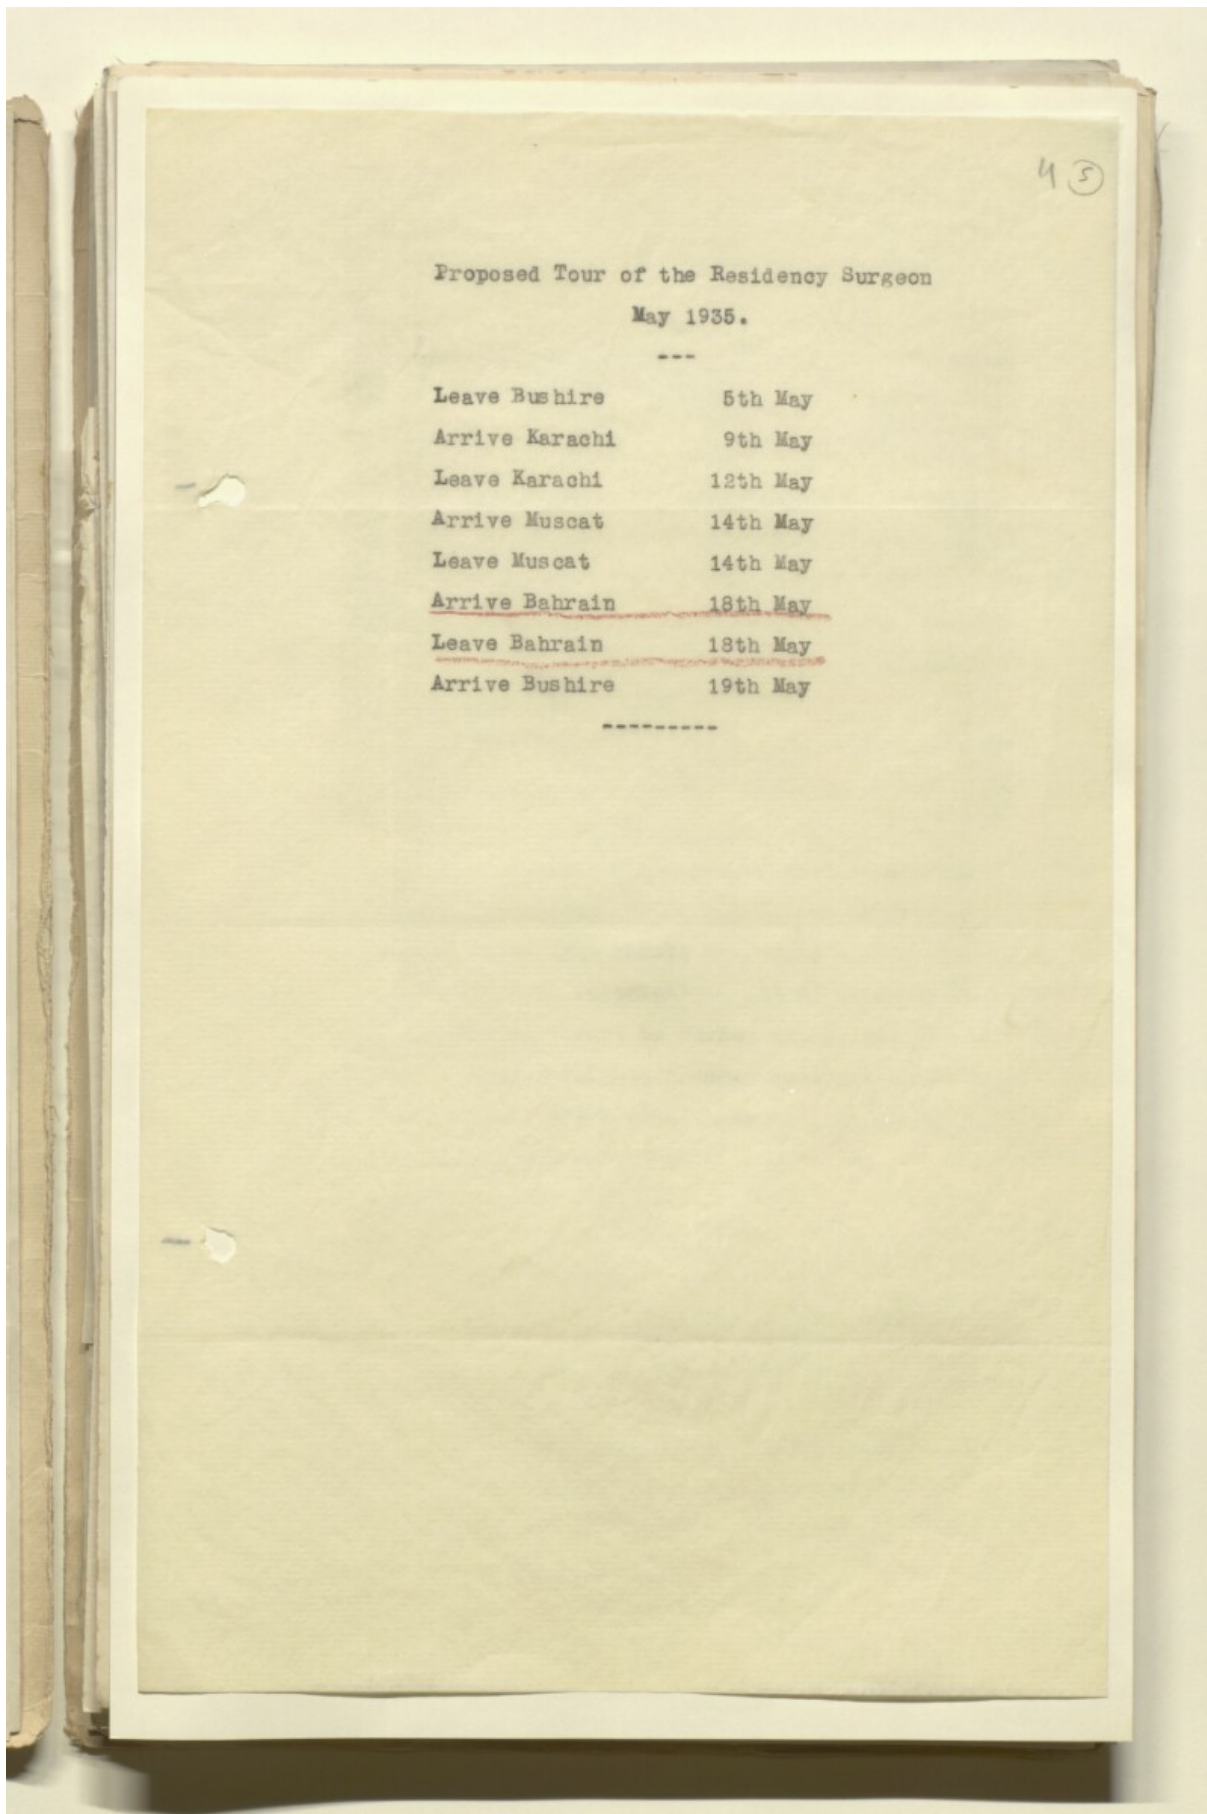 4 5
Proposed Tour of the Residency Surgeon
May 1935.
---
Leave Bushire 5th May
Arrive Karachi 9th May
Leave Karachi 12th May
Arrive Muscat 14th May
Leave Muscat 14th May
Arrive Bahrain 18th May
Leave Bahrain 18th May
Arrive Bushire 19th May
---------